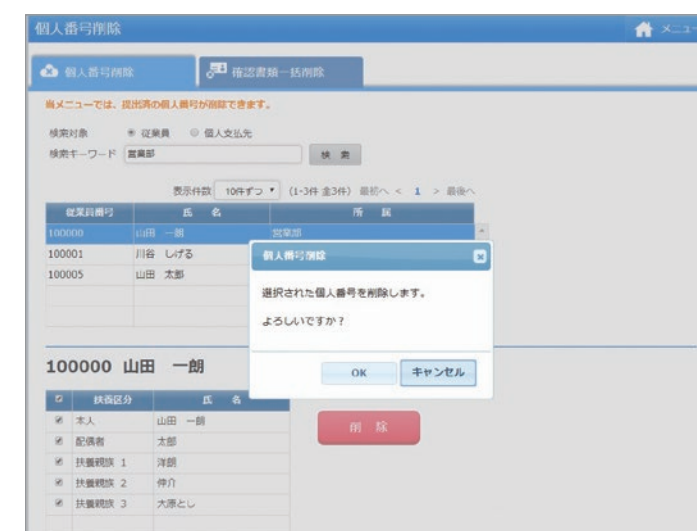 個人番号削除
メニュー
個人番号削除
確認書類一括削除
当メニューでは、提出済の個人番号が削除できます。
検索対象 従業員 個人支払先
検索キーワード 営業部 検 索
表示件数 10件ずつ (1-3件 全3件) 最初へ < 1 > 最後へ
従業員番号 氏 名 所 属
100000 山田 一朗 営業部
100001 川谷 しげる
100005 山田 太郎
個人番号削除
選択された個人番号を削除します。
よろしいですか?
OK キャンセル
100000 山田 一朗
扶養区分 氏 名
本人 山田 一朗
配偶者 太郎
扶養親族 1 洋朗
扶養親族 2 伸介
扶養親族 3 大原とし
削 除